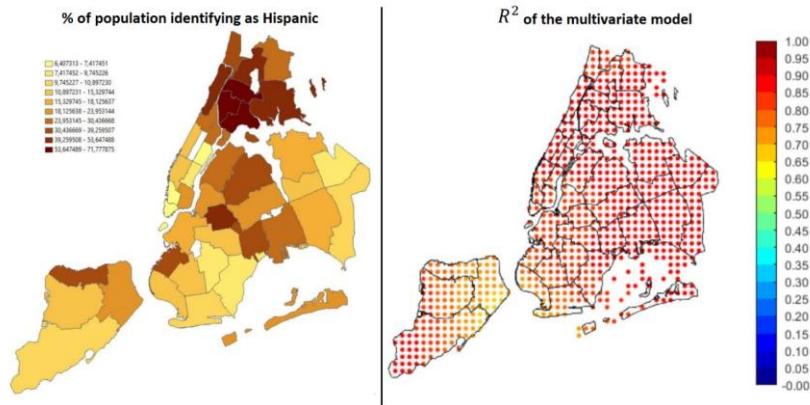 % of population identifying as Hispanic
6,407313 - 7,417451
7,417452 - 9,745226
9,745227 - 10,897230
10,897231 - 15,329744
15,329745 - 18,125637
18,125638 - 23,953144
23,953145 - 30,436668
30,436669 - 39,259507
39,259508 - 53,647488
53,647489 - 71,777875
R² of the multivariate model
1.00
0.95
0.90
0.85
0.80
0.75
0.70
0.65
0.60
0.55
0.50
0.45
0.40
0.35
0.30
0.25
0.20
0.15
0.10
0.05
0.00